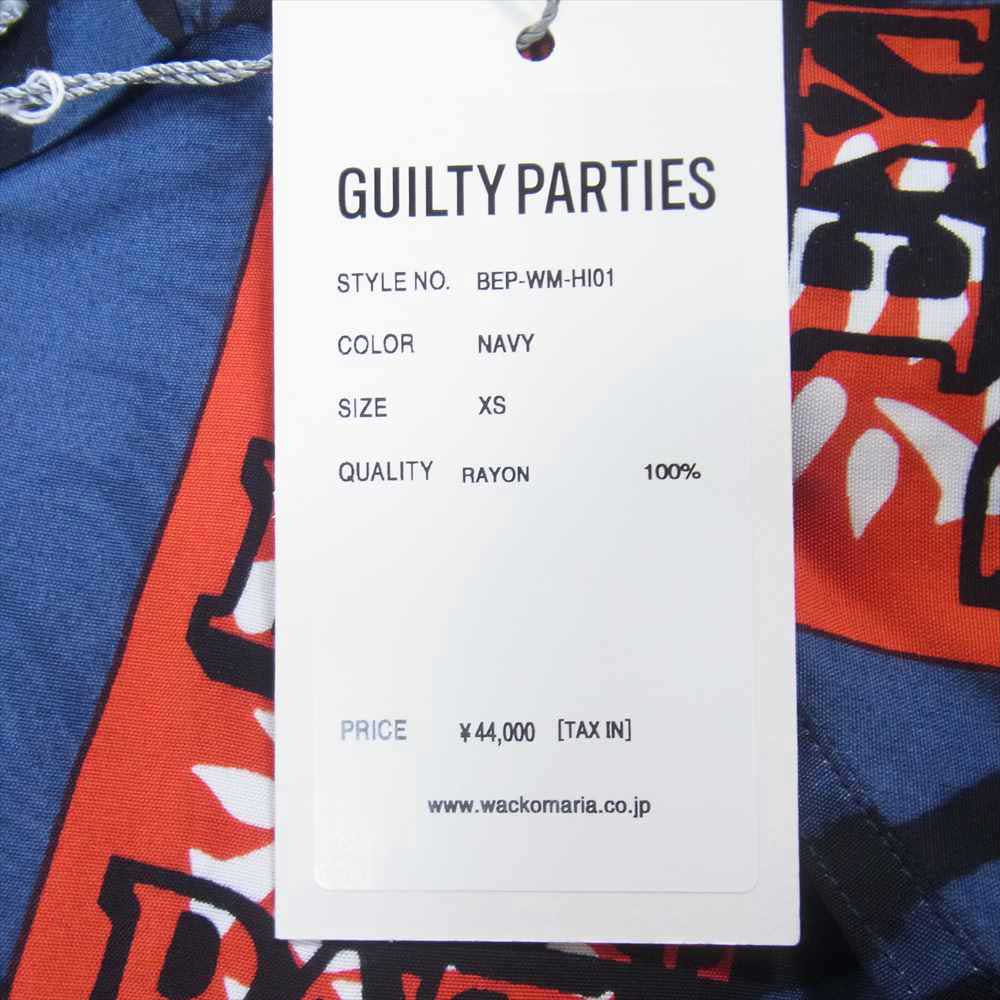 GUILTY PARTIES
STYLE NO. BEP-WM-HI01
COLOR NAVY
SIZE XS
QUALITY RAYON 100%
PRICE ¥44,000 [TAX IN]
www.wackomaria.co.jp